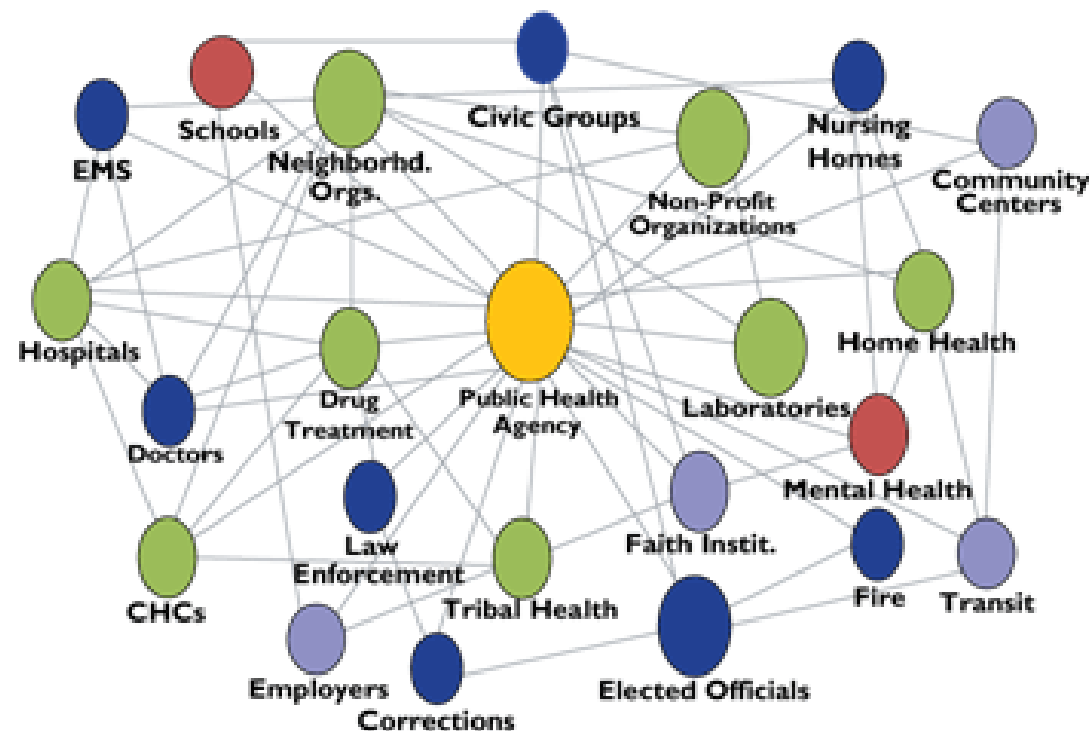 Schools
Civic Groups
EMS
Neighborhd.
Orgs.
Nursing
Homes
Community
Centers
Non-Profit
Organizations
Hospitals
Home Health
Drug
Treatment
Public Health
Agency
Laboratories
Doctors
Mental Health
Law
Enforcement
Faith Instit.
CHCs
Tribal Health
Fire
Transit
Employers
Elected Officials
Corrections